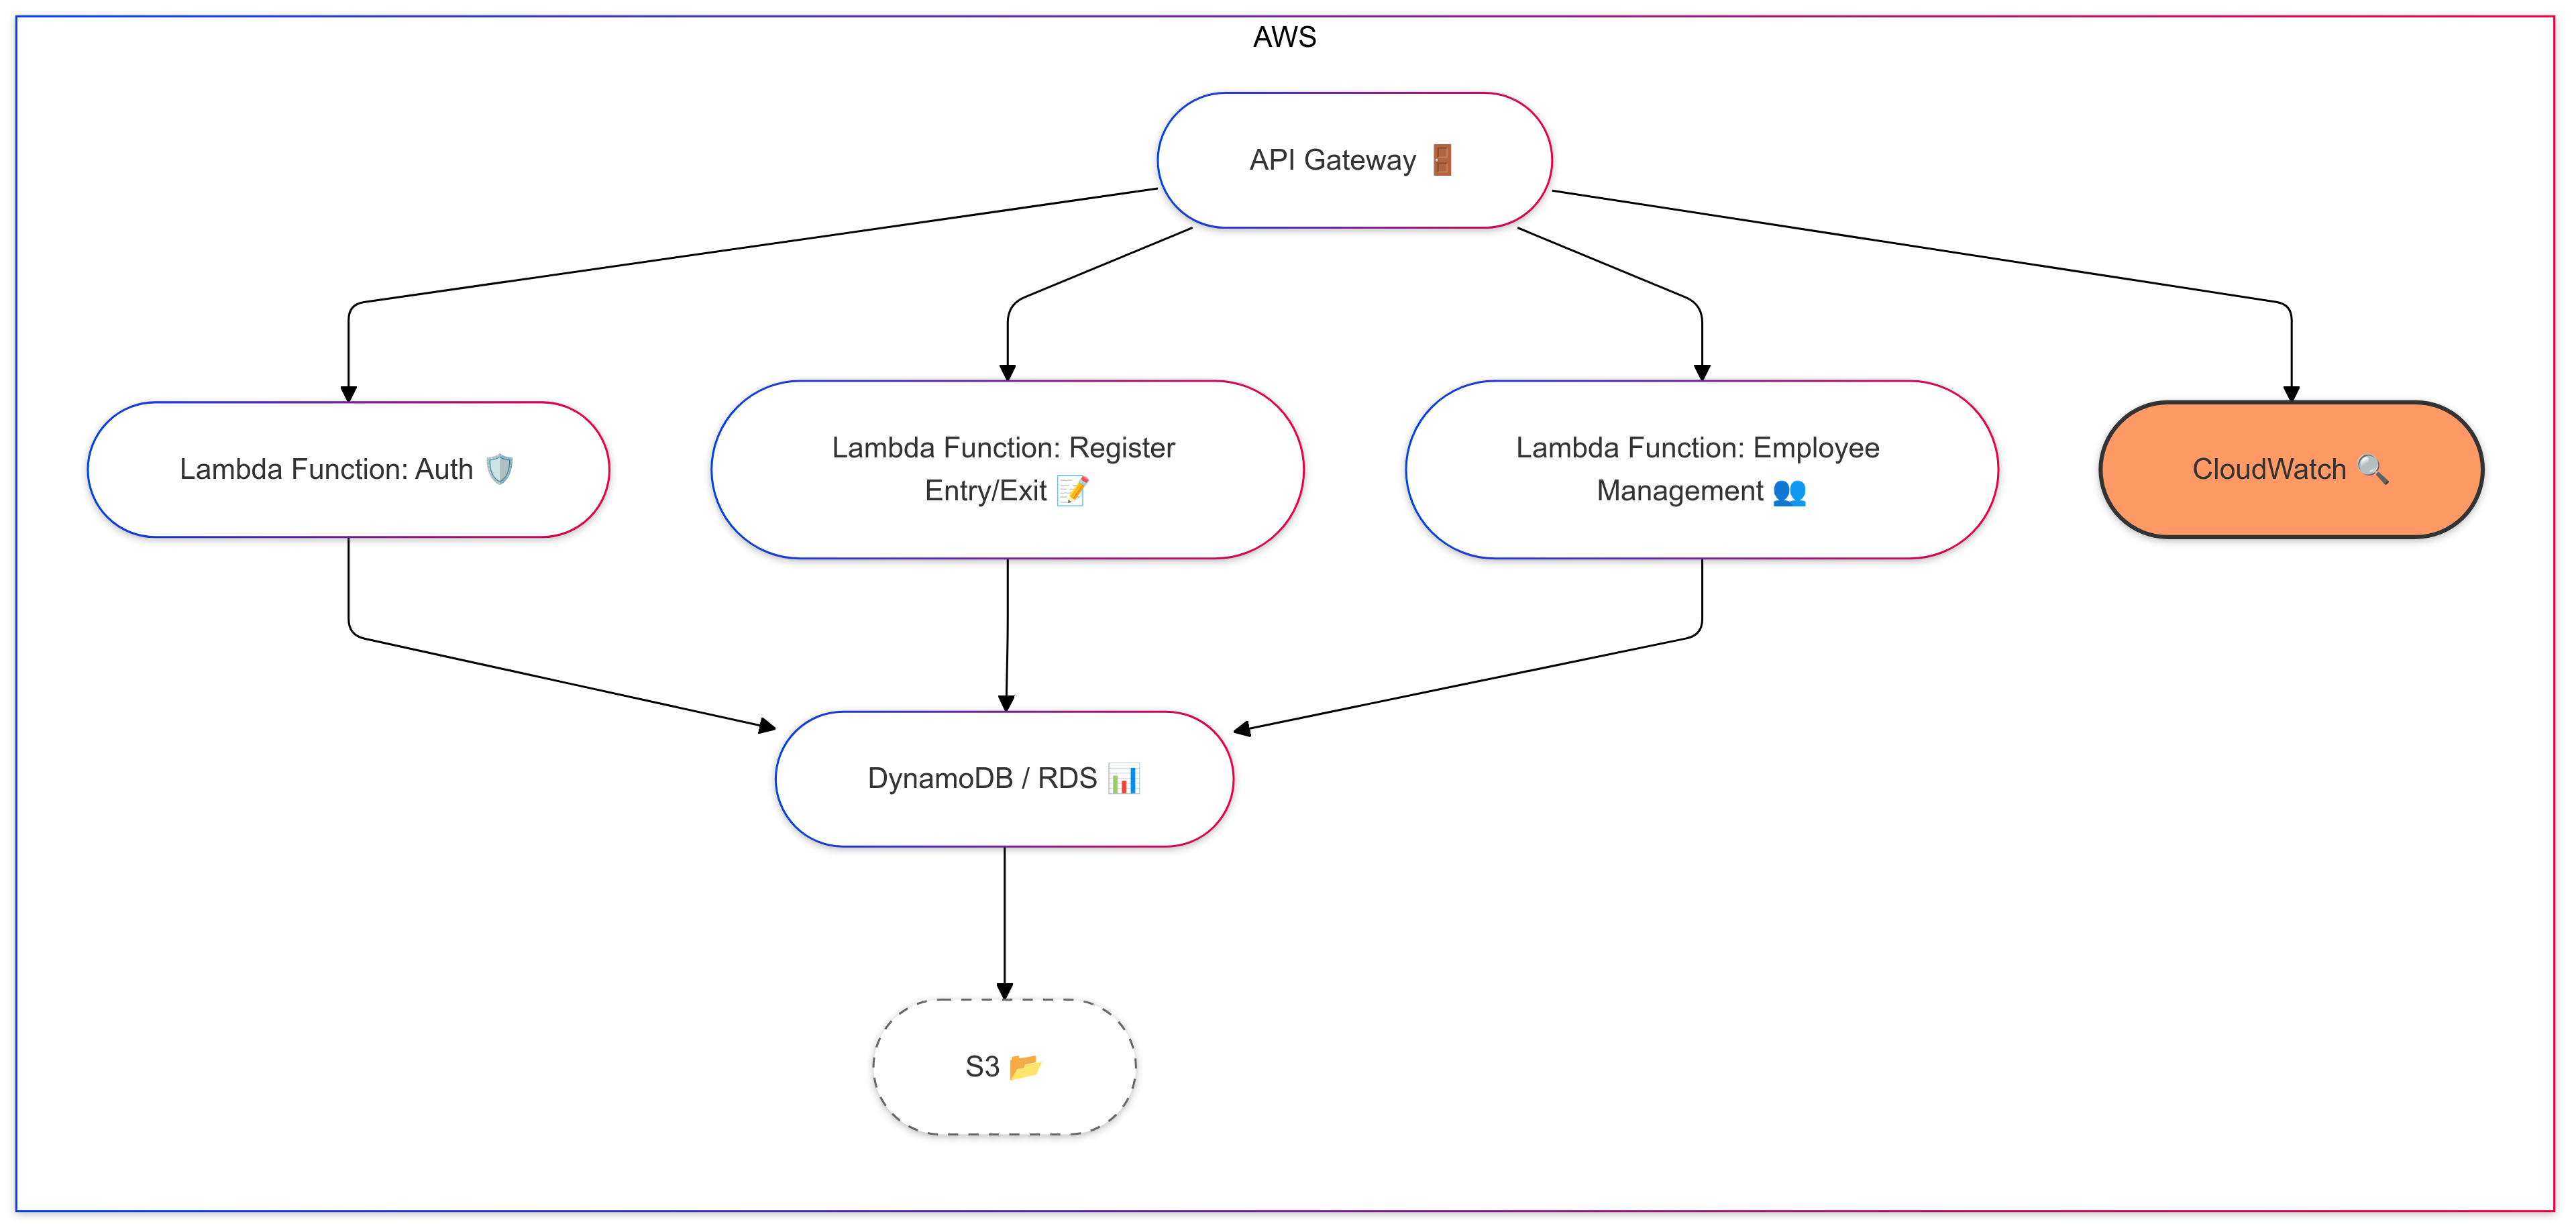 AWS
API Gateway 🚪
Lambda Function: Auth 🛡️
Lambda Function: Register
Entry/Exit 📝
Lambda Function: Employee
Management 👥
CloudWatch 🔍
DynamoDB / RDS 📊
S3 📂